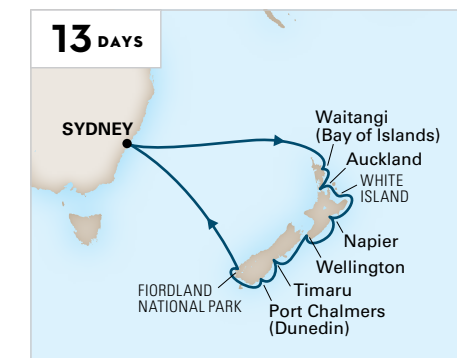 13 DAYS
SYDNEY
Waitangi
(Bay of Islands)
Auckland
WHITE
ISLAND
Napier
Wellington
Timaru
Port Chalmers
(Dunedin)
FIORDLAND
NATIONAL PARK